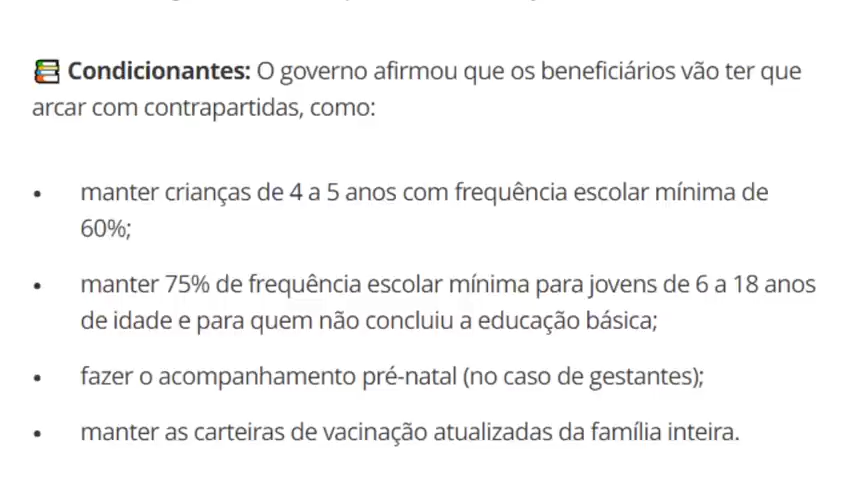 Condicionantes: O governo afirmou que os beneficiários vão ter que
arcar com contrapartidas, como:
• manter crianças de 4 a 5 anos com frequência escolar mínima de
60%;
• manter 75% de frequência escolar mínima para jovens de 6 a 18 anos
de idade e para quem não concluiu a educação básica;
• fazer o acompanhamento pré-natal (no caso de gestantes);
• manter as carteiras de vacinação atualizadas da família inteira.